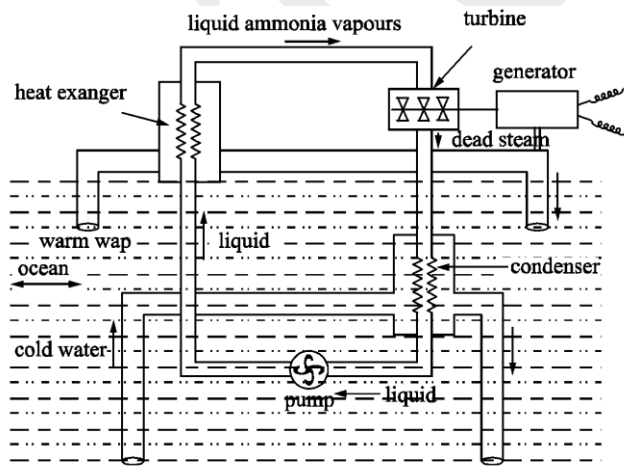 liquid ammonia vapours
turbine
generator
heat exanger
dead steam
warm wap
liquid
ocean
condenser
cold water
pump
liquid